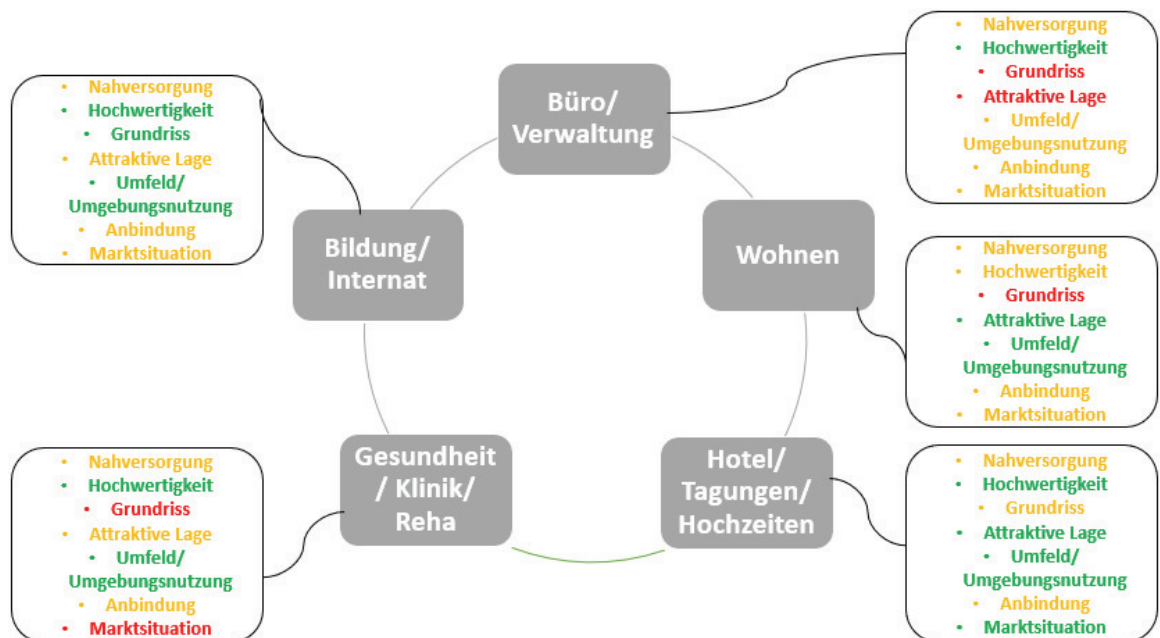 Büro/
Verwaltung
• Nahversorgung
• Hochwertigkeit
• Grundriss
• Attraktive Lage
• Umfeld/
Umgebungsnutzung
• Anbindung
• Marktsituation
Wohnen
• Nahversorgung
• Hochwertigkeit
• Grundriss
• Attraktive Lage
• Umfeld/
Umgebungsnutzung
• Anbindung
• Marktsituation
Hotel/
Tagungen/
Hochzeiten
• Nahversorgung
• Hochwertigkeit
• Grundriss
• Attraktive Lage
• Umfeld/
Umgebungsnutzung
• Anbindung
• Marktsituation
Gesundheit
/ Klinik/
Reha
• Nahversorgung
• Hochwertigkeit
• Grundriss
• Attraktive Lage
• Umfeld/
Umgebungsnutzung
• Anbindung
• Marktsituation
Bildung/
Internat
• Nahversorgung
• Hochwertigkeit
• Grundriss
• Attraktive Lage
• Umfeld/
Umgebungsnutzung
• Anbindung
• Marktsituation